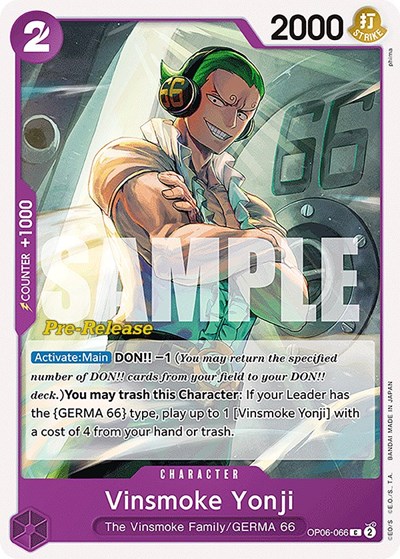 2
2000
打
STRIKE
phima
66
66
COUNTER +1000
SAMPLE
Pre-Release
Activate:Main DON!! −1 (You may return the specified
number of DON!! cards from your field to your DON!!
deck.)You may trash this Character: If your Leader has
the {GERMA 66} type, play up to 1 [Vinsmoke Yonji] with
a cost of 4 from your hand or trash.
CHARACTER
Vinsmoke Yonji
The Vinsmoke Family/GERMA 66
OP06-066 C 2
©E.O./S., T.A. BANDAI MADE IN JAPAN